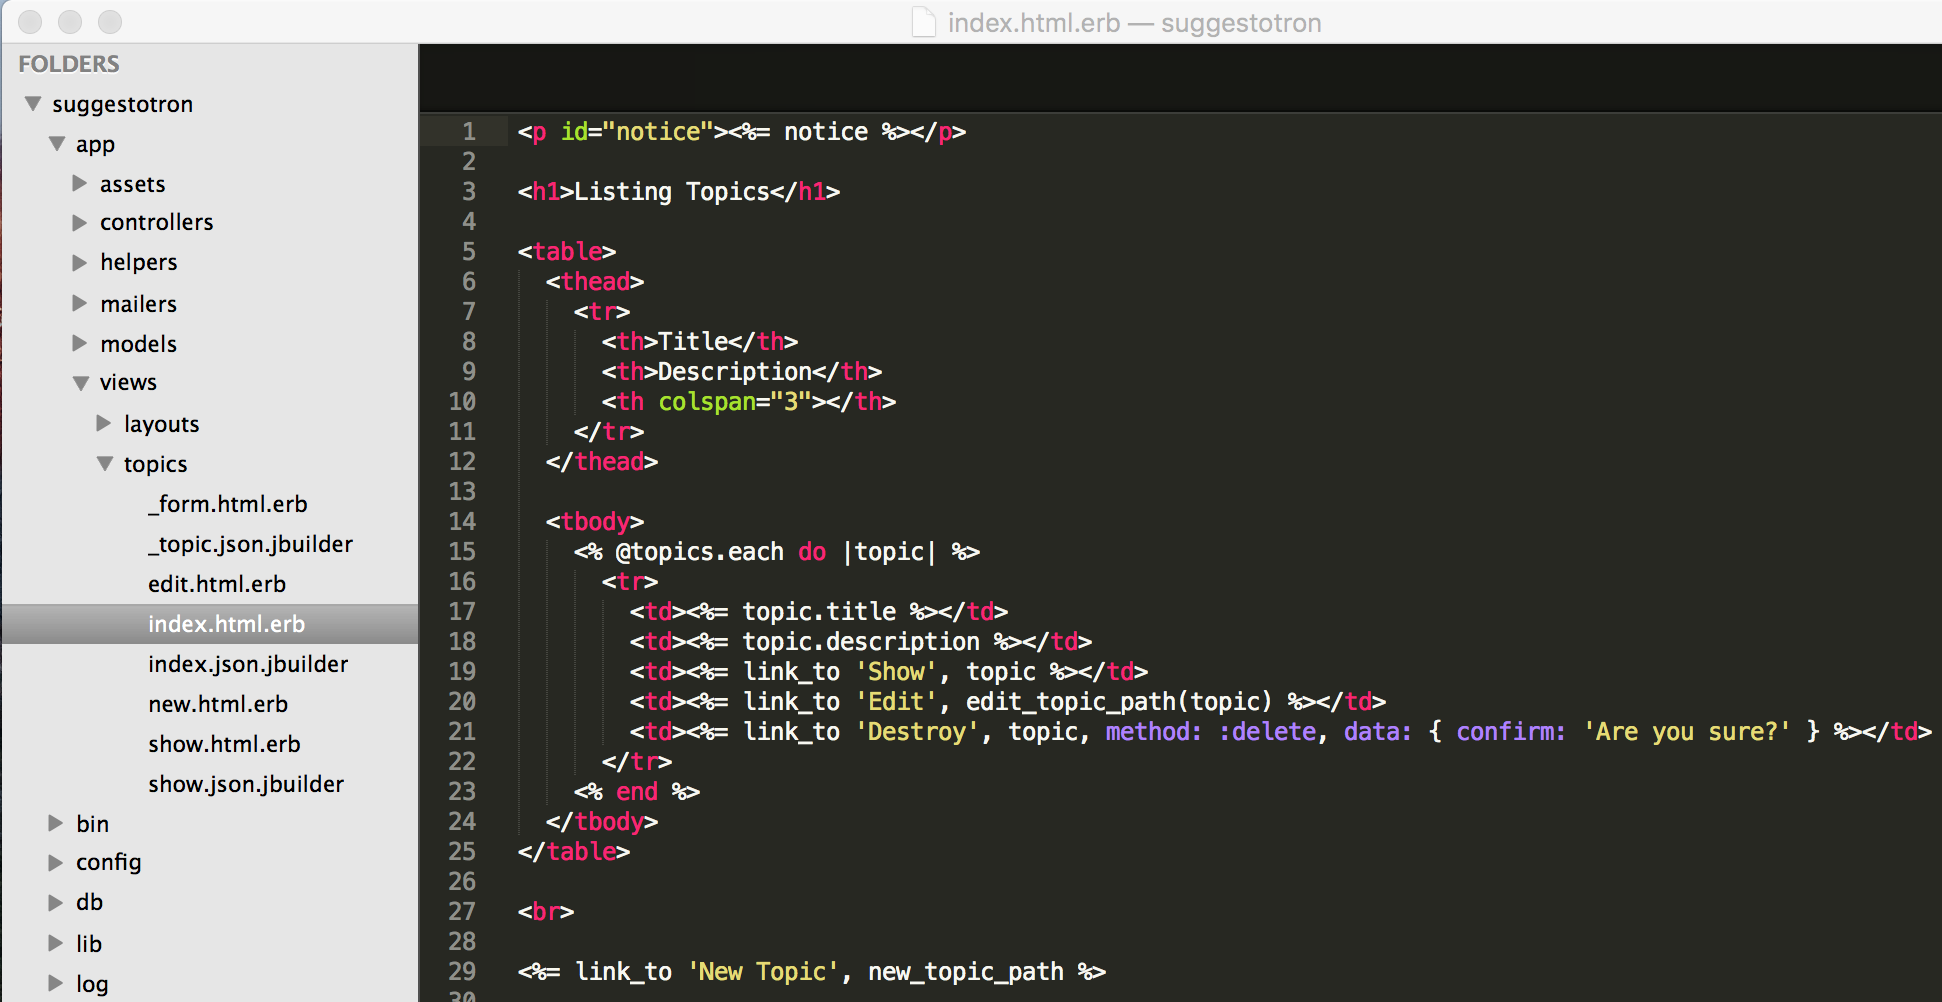 index.html.erb — suggestotron
FOLDERS
suggestotron
app
assets
controllers
helpers
mailers
models
views
layouts
topics
_form.html.erb
_topic.json.jbuilder
edit.html.erb
index.html.erb
index.json.jbuilder
new.html.erb
show.html.erb
show.json.jbuilder
bin
config
db
lib
log
1 <p id="notice"><%= notice %></p>
2
3 <h1>Listing Topics</h1>
4
5 <table>
6   <thead>
7     <tr>
8       <th>Title</th>
9       <th>Description</th>
10       <th colspan="3"></th>
11     </tr>
12   </thead>
13
14   <tbody>
15     <% @topics.each do |topic| %>
16       <tr>
17         <td><%= topic.title %></td>
18         <td><%= topic.description %></td>
19         <td><%= link_to 'Show', topic %></td>
20         <td><%= link_to 'Edit', edit_topic_path(topic) %></td>
21         <td><%= link_to 'Destroy', topic, method: :delete, data: { confirm: 'Are you sure?' } %></td>
22       </tr>
23     <% end %>
24   </tbody>
25 </table>
26
27 <br>
28
29 <%= link_to 'New Topic', new_topic_path %>
30